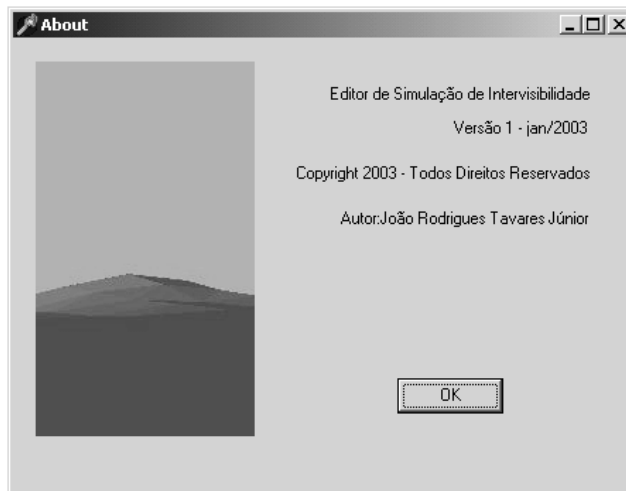 About
Editor de Simulação de Intervisibilidade
Versão 1 - jan/2003
Copyright 2003 - Todos Direitos Reservados
Autor:João Rodrigues Tavares Júnior
OK